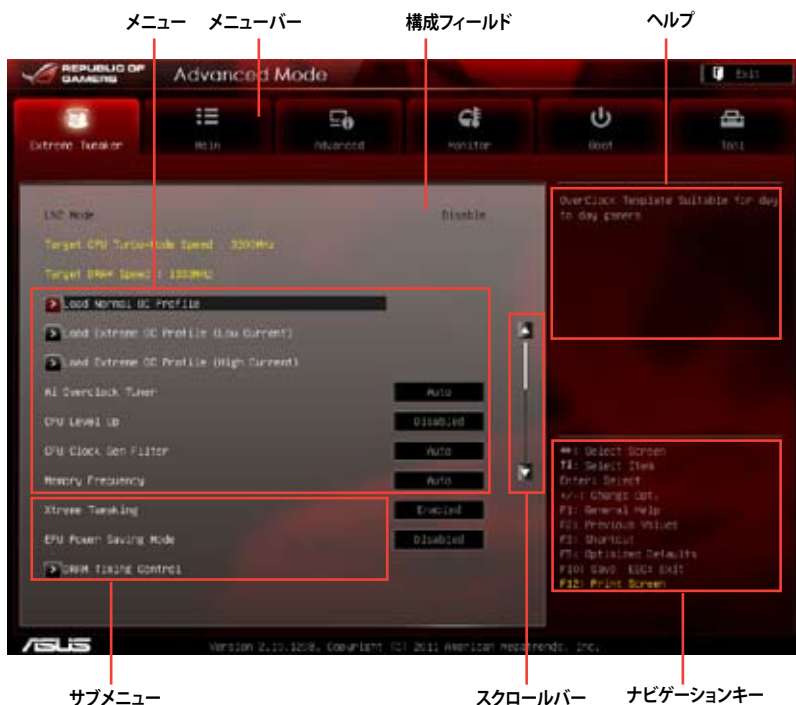 メニュー メニューバー 構成フィールド ヘルプ
REPUBLIC OF GAMERS
Advanced Mode
Exit
Extreme Tweaker Main Advanced Monitor Boot Tool
LN2 Mode Disable
Target CPU Turbo-Mode Speed : 3300MHz
Target DRAM Speed : 1333MHz
Load Normal OC Profile
Load Extreme OC Profile (Low Current)
Load Extreme OC Profile (High Current)
Ai Overclock Tuner Auto
CPU Level Up Disabled
CPU Clock Gen Filter Auto
Memory Frequency Auto
Xtreme Tweaking Enabled
EPU Power Saving Mode Disabled
DRAM Timing Control
OverClock Template Suitable for day
to day gamers
: Select Screen
: Select Item
Enter: Select
+/-: Change Opt.
F1: General Help
F2: Previous Values
F3: Shortcut
F5: Optimized Defaults
F10: Save ESC: Exit
F12: Print Screen
ASUS
Version 2.10.1208. Copyright (C) 2011 American Megatrends, Inc.
サブメニュー スクロールバー ナビゲーションキー